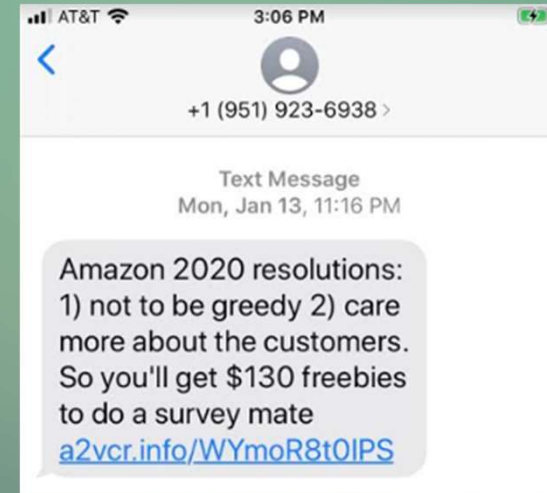 AT&T
3:06 PM
+1 (951) 923-6938 >
Text Message
Mon, Jan 13, 11:16 PM
Amazon 2020 resolutions:
1) not to be greedy 2) care
more about the customers.
So you'll get $130 freebies
to do a survey mate
a2vcr.info/WYmoR8t0IPS